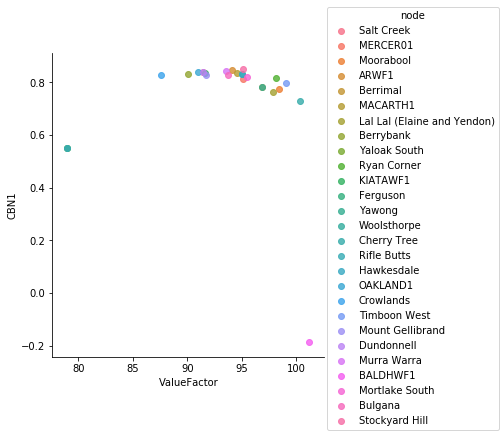 node
Salt Creek
MERCER01
Moorabool
ARWF1
Berrimal
MACARTH1
Lal Lal (Elaine and Yendon)
Berrybank
Yaloak South
Ryan Corner
KIATAWF1
Ferguson
Yawong
Woolsthorpe
Cherry Tree
Rifle Butts
Hawkesdale
OAKLAND1
Crowlands
Timboon West
Mount Gellibrand
Dundonnell
Murra Warra
BALDHWF1
Mortlake South
Bulgana
Stockyard Hill
CBN1
0.8
0.6
0.4
0.2
0.0
−0.2
80 85 90 95 100
ValueFactor